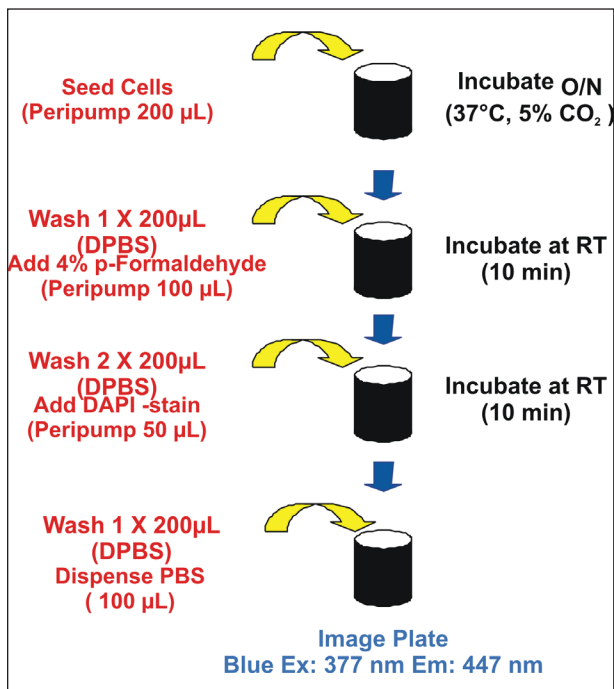 Seed Cells
(Peripump 200 µL)
Incubate O/N
(37°C, 5% CO₂ )
Wash 1 X 200µL
(DPBS)
Add 4% p-Formaldehyde
(Peripump 100 µL)
Incubate at RT
(10 min)
Wash 2 X 200µL
(DPBS)
Add DAPI -stain
(Peripump 50 µL)
Incubate at RT
(10 min)
Wash 1 X 200µL
(DPBS)
Dispense PBS
( 100 µL)
Image Plate
Blue Ex: 377 nm Em: 447 nm